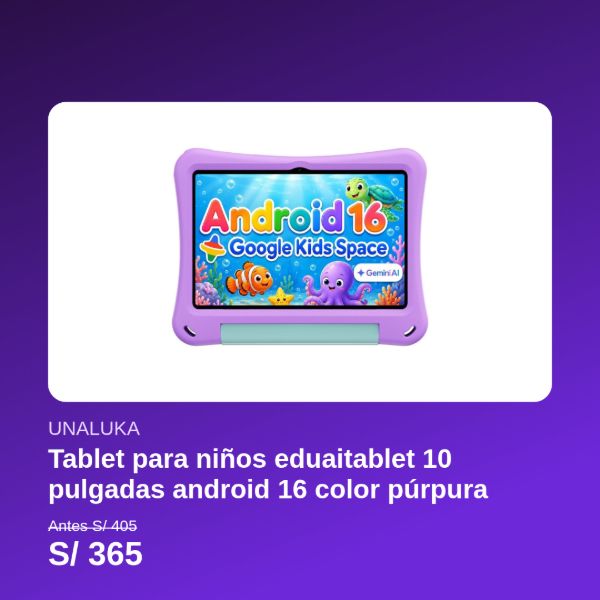 Android 16
Google Kids Space
Gemini AI
UNALUKA
Tablet para niños eduaitablet 10
pulgadas android 16 color púrpura
Antes S/ 405
S/ 365